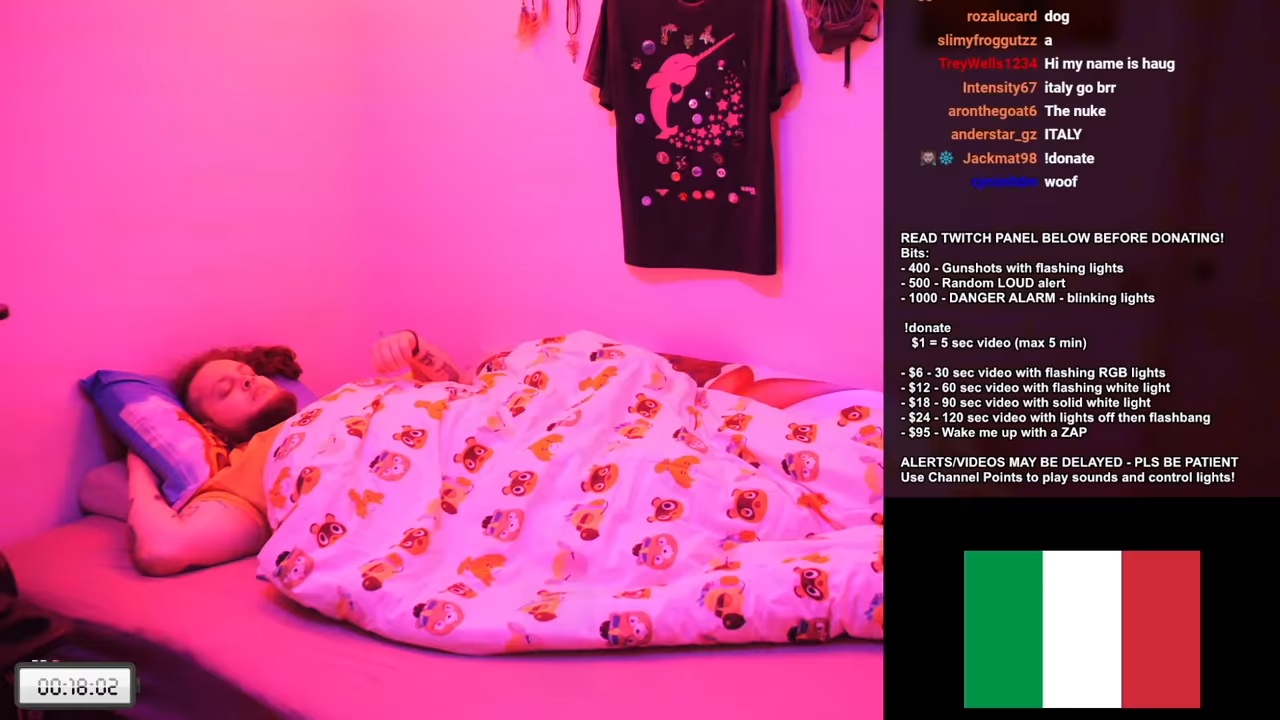 rozalucard dog
slimyfroggutzz a
TreyWells1234 Hi my name is haug
Intensity67 italy go brr
aronthegoat6 The nuke
anderstar_gz ITALY
Jackmat98 !donate
woof
READ TWITCH PANEL BELOW BEFORE DONATING!
Bits:
- 400 - Gunshots with flashing lights
- 500 - Random LOUD alert
- 1000 - DANGER ALARM - blinking lights
!donate
$1 = 5 sec video (max 5 min)
- $6 - 30 sec video with flashing RGB lights
- $12 - 60 sec video with flashing white light
- $18 - 90 sec video with solid white light
- $24 - 120 sec video with lights off then flashbang
- $95 - Wake me up with a ZAP
ALERTS/VIDEOS MAY BE DELAYED - PLS BE PATIENT
Use Channel Points to play sounds and control lights!
00:18:02